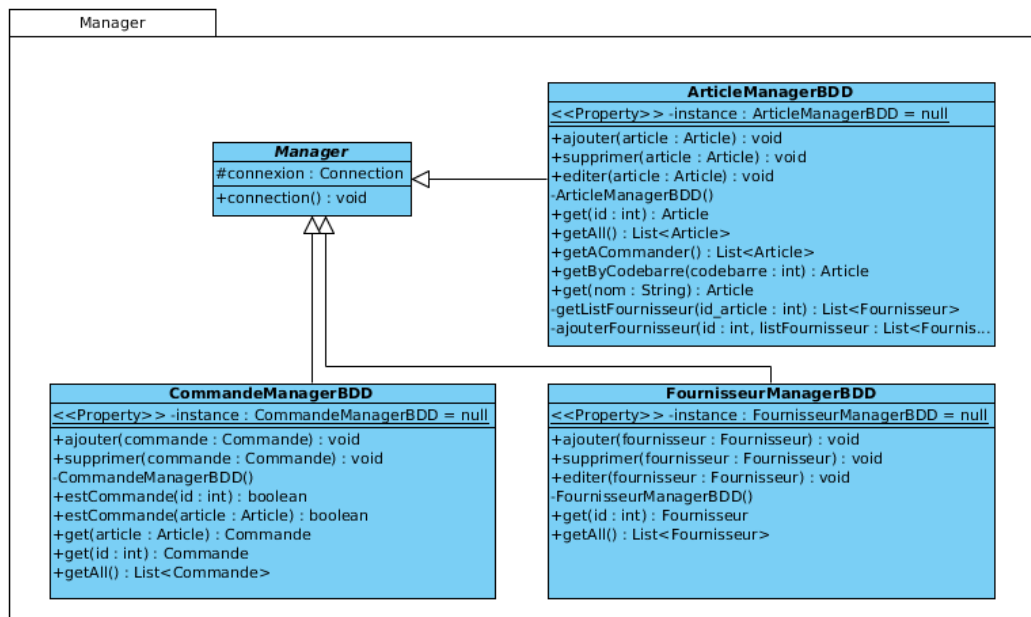 Manager
Manager
#connexion : Connection
+connection() : void
ArticleManagerBDD
<<Property>> -instance : ArticleManagerBDD = null
+ajouter(article : Article) : void
+supprimer(article : Article) : void
+editer(article : Article) : void
-ArticleManagerBDD()
+get(id : int) : Article
+getAll() : List<Article>
+getACommander() : List<Article>
+getByCodebarre(codebarre : int) : Article
+get(nom : String) : Article
-getListFournisseur(id_article : int) : List<Fournisseur>
-ajouterFournisseur(id : int, listFournisseur : List<Fournis...
CommandeManagerBDD
<<Property>> -instance : CommandeManagerBDD = null
+ajouter(commande : Commande) : void
+supprimer(commande : Commande) : void
-CommandeManagerBDD()
+estCommande(id : int) : boolean
+estCommande(article : Article) : boolean
+get(article : Article) : Commande
+get(id : int) : Commande
+getAll() : List<Commande>
FournisseurManagerBDD
<<Property>> -instance : FournisseurManagerBDD = null
+ajouter(fournisseur : Fournisseur) : void
+supprimer(fournisseur : Fournisseur) : void
+editer(fournisseur : Fournisseur) : void
-FournisseurManagerBDD()
+get(id : int) : Fournisseur
+getAll() : List<Fournisseur>